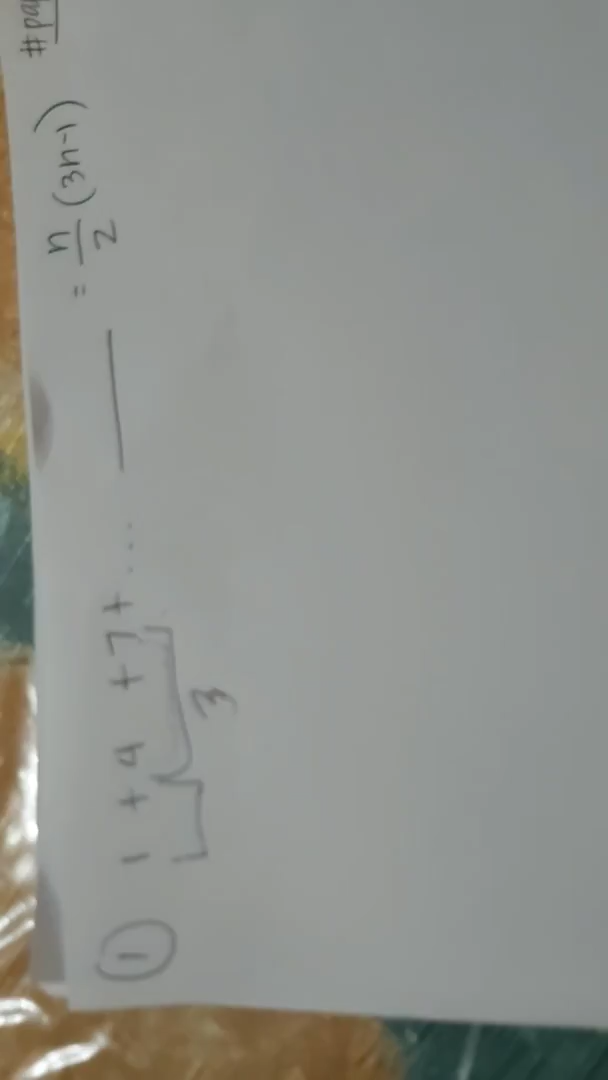 ① 1 + 4 + 7 + .... ___ = n/2 (3n-1)
3